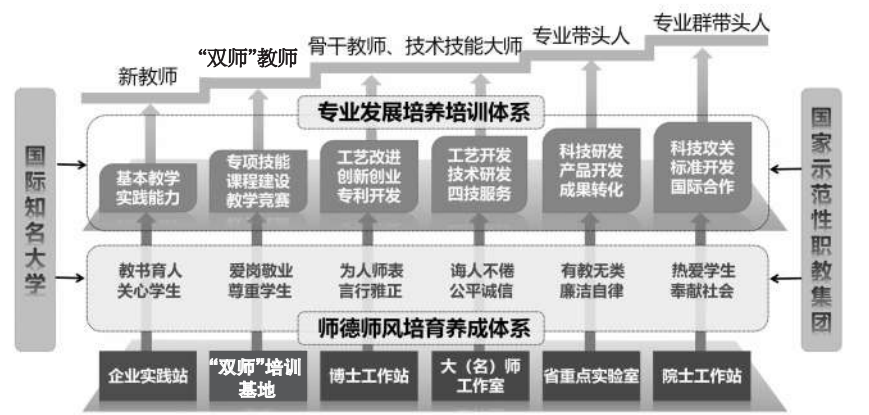 专业群带头人
专业带头人
骨干教师、技术技能大师
“双师”教师
新教师
专业发展培养培训体系
国际知名大学
国家示范性职教集团
基本教学
实践能力
专项技能
课程建设
教学竞赛
工艺改进
创新创业
专利开发
工艺开发
技术研发
四技服务
科技研发
产品开发
成果转化
科技攻关
标准开发
国际合作
教书育人
关心学生
爱岗敬业
尊重学生
为人师表
言行雅正
诲人不倦
公平诚信
有教无类
廉洁自律
热爱学生
奉献社会
师德师风培育养成体系
企业实践站
“双师”培训
基地
博士工作站
大（名）师
工作室
省重点实验室
院士工作站